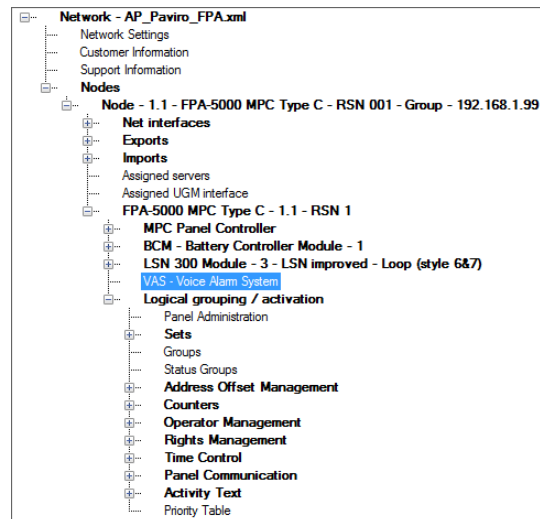 Network - AP_Paviro_FPA.xml
Network Settings
Customer Information
Support Information
Nodes
Node - 1.1 - FPA-5000 MPC Type C - RSN 001 - Group - 192.168.1.99
Net interfaces
Exports
Imports
Assigned servers
Assigned UGM interface
FPA-5000 MPC Type C - 1.1 - RSN 1
MPC Panel Controller
BCM - Battery Controller Module - 1
LSN 300 Module - 3 - LSN improved - Loop (style 6&7)
VAS - Voice Alarm System
Logical grouping / activation
Panel Administration
Sets
Groups
Status Groups
Address Offset Management
Counters
Operator Management
Rights Management
Time Control
Panel Communication
Activity Text
Priority Table